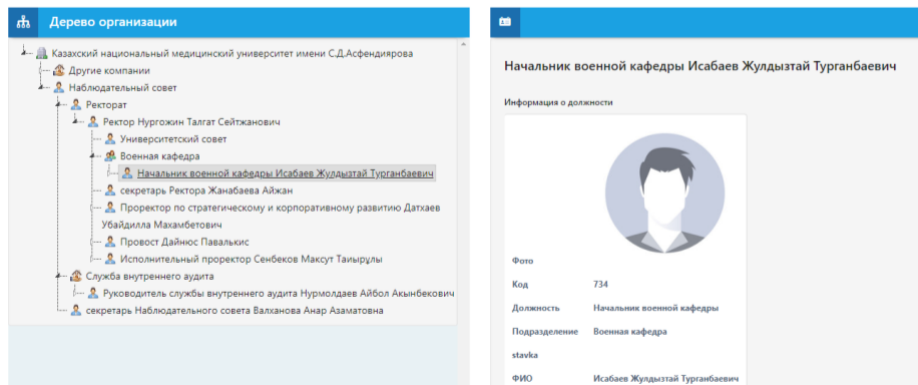 Дерево организации
Казахский национальный медицинский университет имени С.Д.Асфендиярова
Другие компании
Наблюдательный совет
Ректорат
Ректор Нургожин Талгат Сейтжанович
Университетский совет
Военная кафедра
Начальник военной кафедры Исабаев Жулдызтай Турганбаевич
секретарь Ректора Жанабаева Айжан
Проректор по стратегическому и корпоративному развитию Датхаев
Убайдилла Махамбетович
Провост Дайнюс Павалькис
Исполнительный проректор Сенбеков Максут Таиырұлы
Служба внутреннего аудита
Руководитель службы внутреннего аудита Нурмолдаев Айбол Акынбекович
секретарь Наблюдательного совета Валханова Анар Азаматовна
Начальник военной кафедры Исабаев Жулдызтай Турганбаевич
Информация о должности
Фото
Код 734
Должность Начальник военной кафедры
Подразделение Военная кафедра
stavka
ФИО Исабаев Жулдызтай Турганбаевич